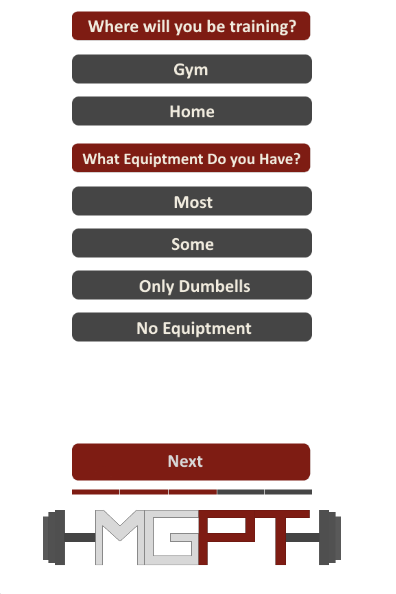 Where will you be training?
Gym
Home
What Equiptment Do you Have?
Most
Some
Only Dumbells
No Equiptment
Next
MGPT